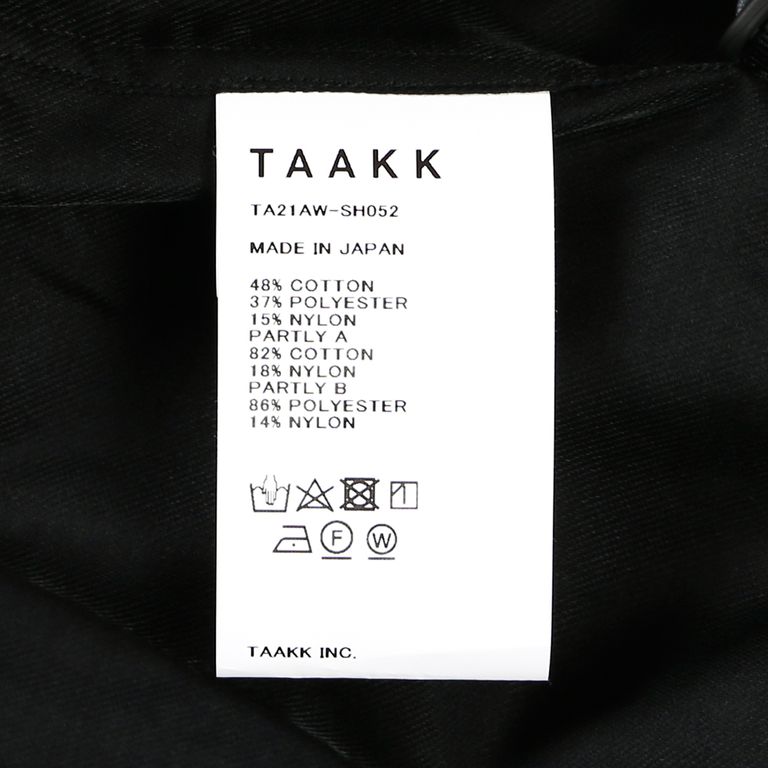 TAAKK
TA21AW-SH052
MADE IN JAPAN
48% COTTON
37% POLYESTER
15% NYLON
PARTLY A
82% COTTON
18% NYLON
PARTLY B
86% POLYESTER
14% NYLON
F W
TAAKK INC.